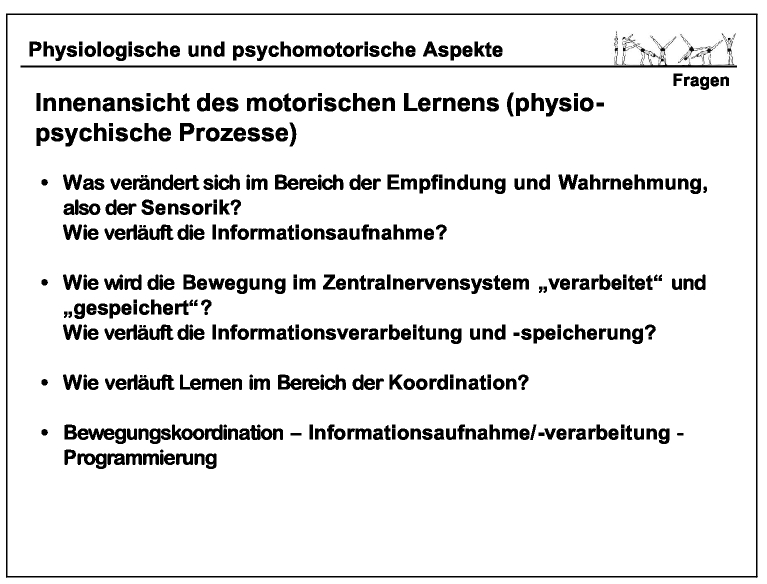 Physiologische und psychomotorische Aspekte
Fragen
Innenansicht des motorischen Lernens (physio-
psychische Prozesse)
• Was verändert sich im Bereich der Empfindung und Wahrnehmung,
also der Sensorik?
Wie verläuft die Informationsaufnahme?
• Wie wird die Bewegung im Zentralnervensystem „verarbeitet“ und
„gespeichert“?
Wie verläuft die Informationsverarbeitung und -speicherung?
• Wie verläuft Lernen im Bereich der Koordination?
• Bewegungskoordination – Informationsaufnahme/-verarbeitung -
Programmierung